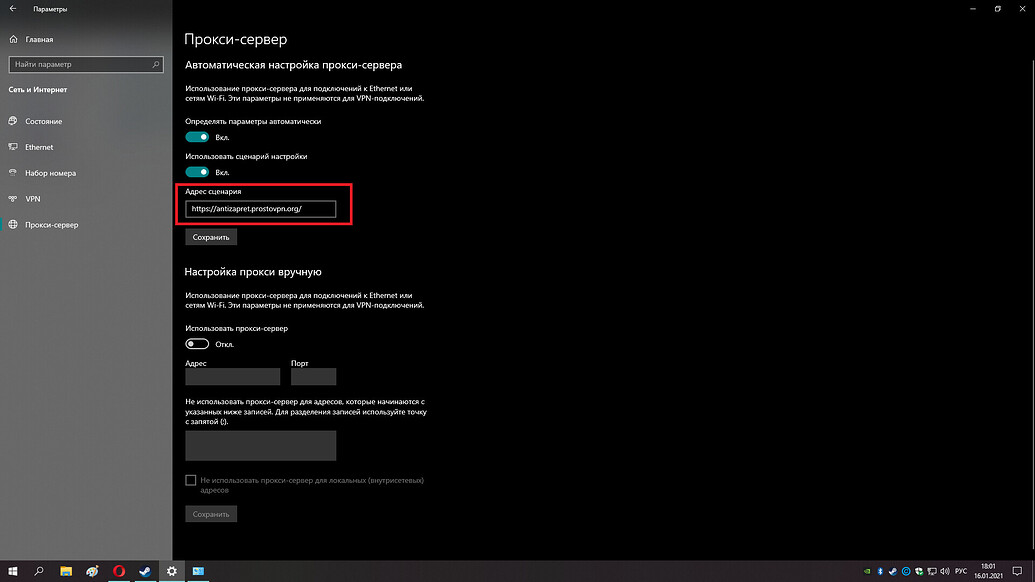 Параметры
Главная
Найти параметр
Сеть и Интернет
Состояние
Ethernet
Набор номера
VPN
Прокси-сервер
Прокси-сервер
Автоматическая настройка прокси-сервера
Использование прокси-сервера для подключений к Ethernet или
сетям Wi-Fi. Эти параметры не применяются для VPN-подключений.
Определять параметры автоматически
Вкл.
Использовать сценарий настройки
Вкл.
Адрес сценария
https://antizapret.prostovpn.org/
Сохранить
Настройка прокси вручную
Использование прокси-сервера для подключений к Ethernet или
сетям Wi-Fi. Эти параметры не применяются для VPN-подключений.
Использовать прокси-сервер
Откл.
Адрес Порт
Не использовать прокси-сервер для адресов, которые начинаются с
указанных ниже записей. Для разделения записей используйте точку
с запятой (;).
Не использовать прокси-сервер для локальных (внутрисетевых)
адресов
Сохранить
РУС
18:01
16.01.2021